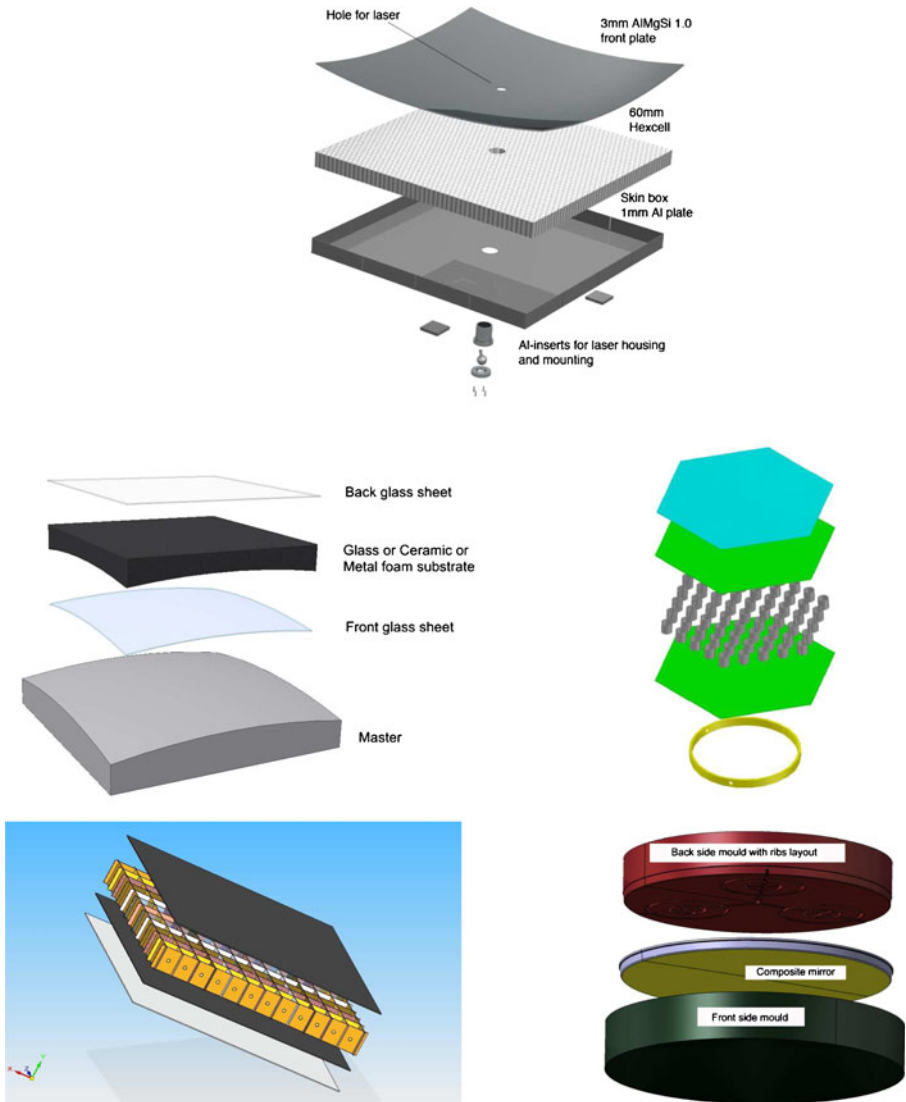 Hole for laser
3mm AlMgSi 1.0
front plate
60mm
Hexcell
Skin box
1mm Al plate
Al-inserts for laser housing
and mounting
Back glass sheet
Glass or Ceramic or
Metal foam substrate
Front glass sheet
Master
Back side mould with ribs layout
Composite mirror
Front side mould
X
Y
Z